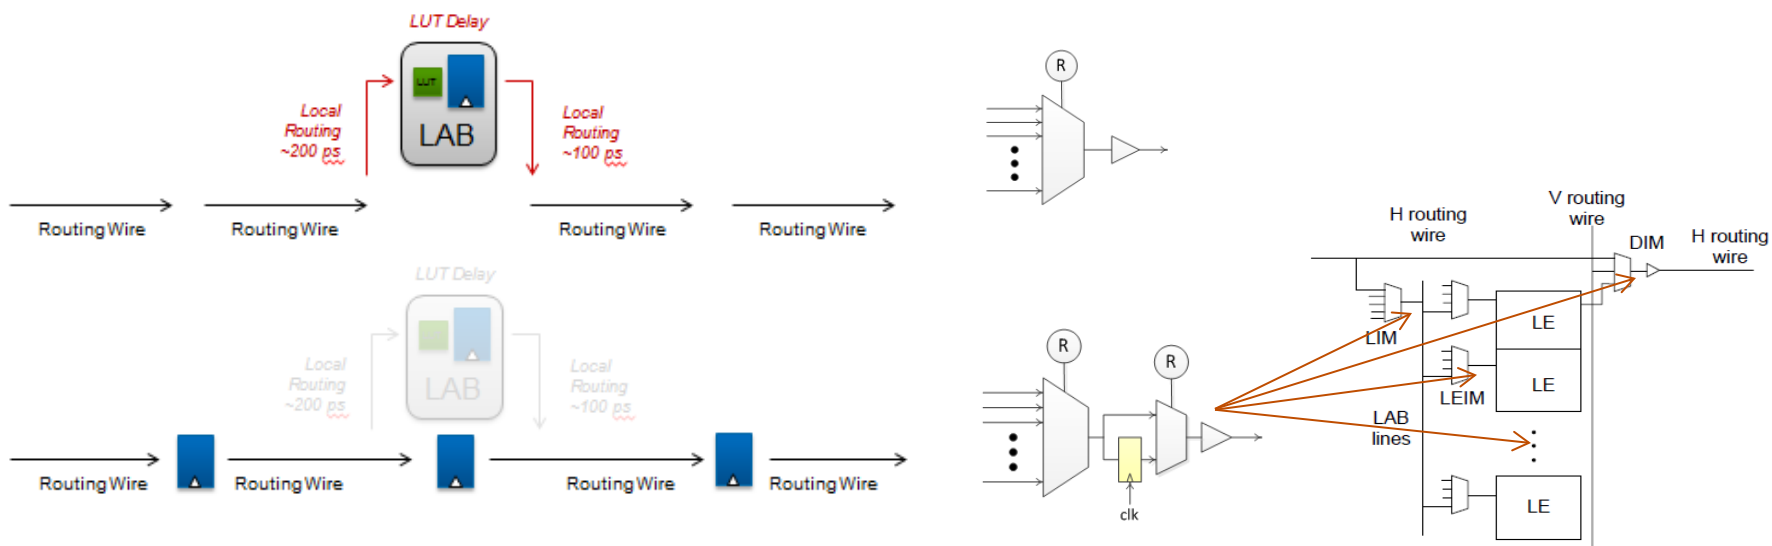 LUT Delay
Local
Routing
~200 ps
LUT
LAB
Local
Routing
~100 ps
Routing Wire
Routing Wire
Routing Wire
Routing Wire
LUT Delay
Local
Routing
~200 ps
LAB
Local
Routing
~100 ps
Routing Wire
Routing Wire
Routing Wire
Routing Wire
R
R
R
clk
H routing
wire
V routing
wire
DIM
H routing
wire
LIM
LE
LEIM
LE
LAB
lines
LE